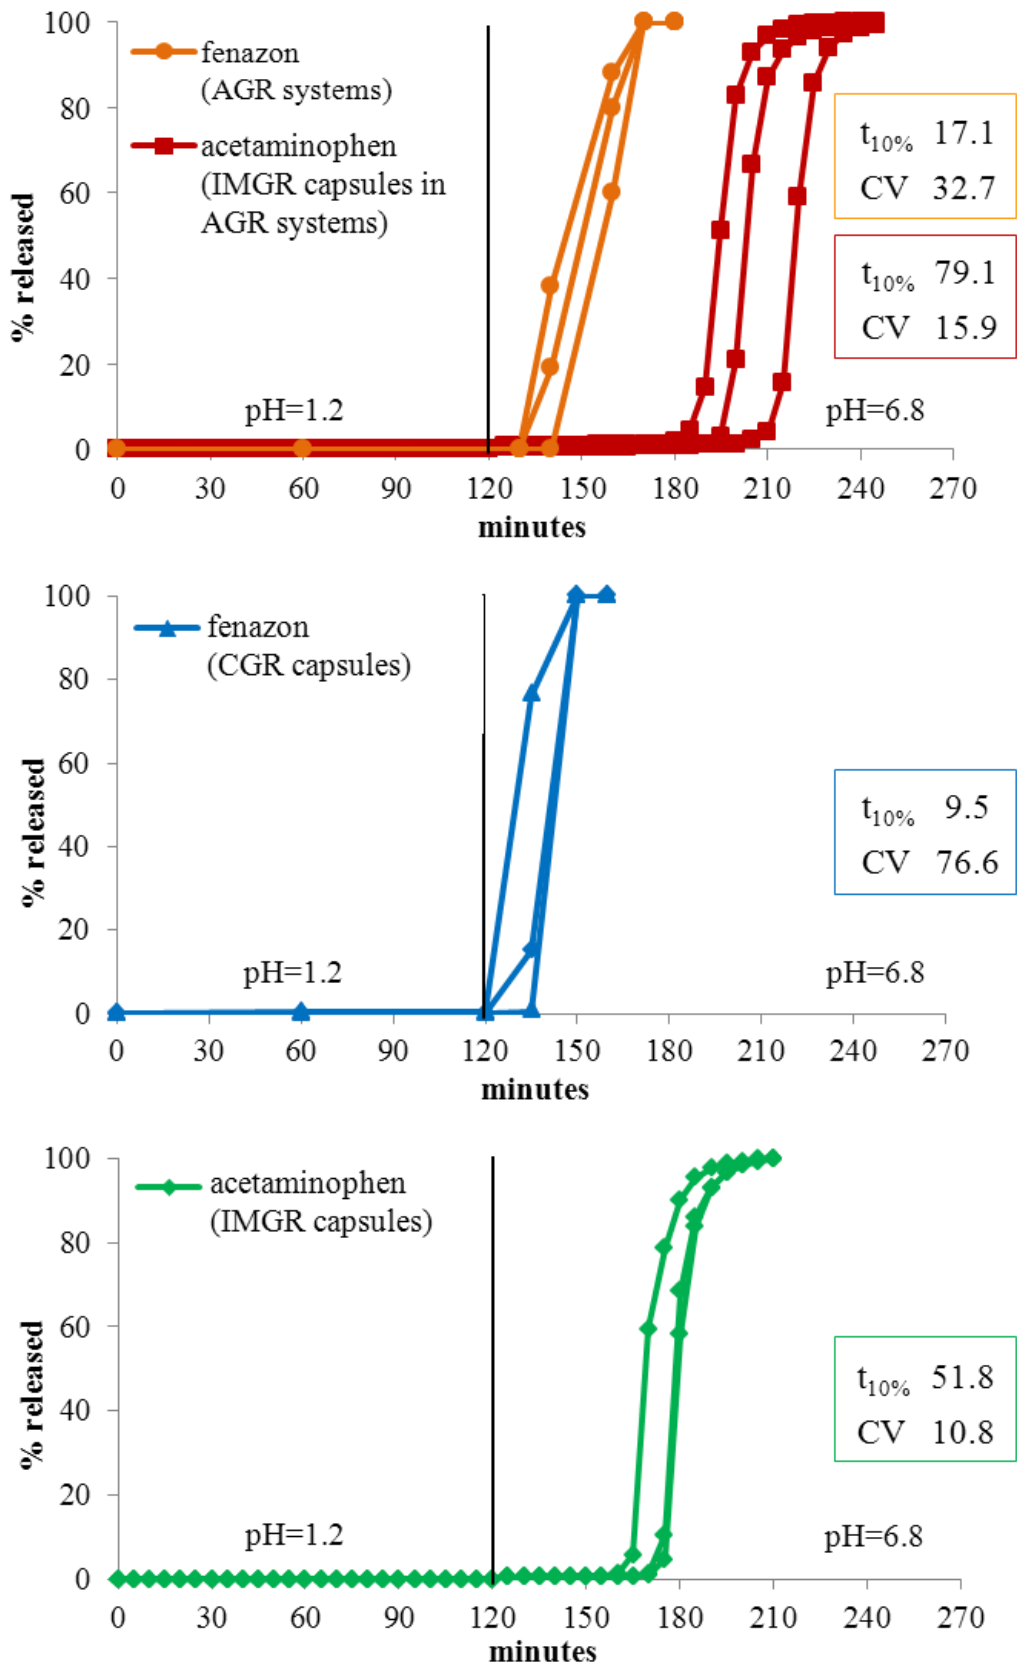 100
80
60
40
20
0
% released
fenazon
(AGR systems)
acetaminophen
(IMGR capsules in
AGR systems)
t10% 17.1
CV 32.7
t10% 79.1
CV 15.9
pH=1.2
pH=6.8
0 30 60 90 120 150 180 210 240 270
minutes
100
80
60
40
20
0
% released
fenazon
(CGR capsules)
t10% 9.5
CV 76.6
pH=1.2
pH=6.8
0 30 60 90 120 150 180 210 240 270
minutes
100
80
60
40
20
0
% released
acetaminophen
(IMGR capsules)
t10% 51.8
CV 10.8
pH=1.2
pH=6.8
0 30 60 90 120 150 180 210 240 270
minutes